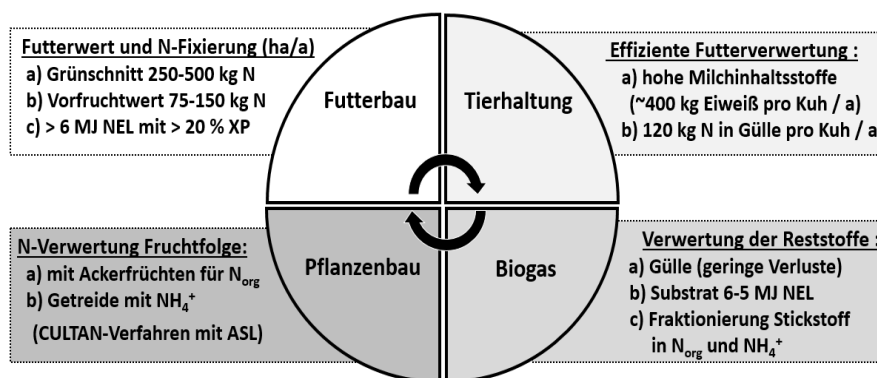 Futterwert und N-Fixierung (ha/a)
a) Grünschnitt 250-500 kg N
b) Vorfruchtwert 75-150 kg N
c) > 6 MJ NEL mit > 20 % XP
Futterbau
Tierhaltung
Effiziente Futterverwertung :
a) hohe Milchinhaltsstoffe
(~400 kg Eiweiß pro Kuh / a)
b) 120 kg N in Gülle pro Kuh / a
N-Verwertung Fruchtfolge:
a) mit Ackerfrüchten für Norg
b) Getreide mit NH4+
(CULTAN-Verfahren mit ASL)
Pflanzenbau
Biogas
Verwertung der Reststoffe :
a) Gülle (geringe Verluste)
b) Substrat 6-5 MJ NEL
c) Fraktionierung Stickstoff
in Norg und NH4+